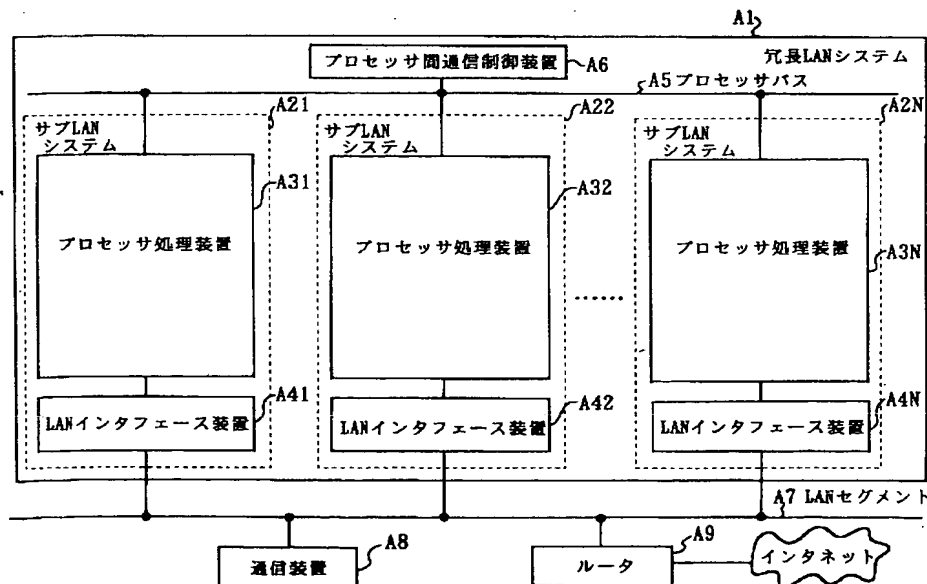 A1
冗長LANシステム
プロセッサ間通信制御装置
A6
A5プロセッサバス
A21
A22
A2N
サブLAN
システム
サブLAN
システム
サブLAN
システム
A31
A32
A3N
プロセッサ処理装置
プロセッサ処理装置
プロセッサ処理装置
……
A41
A42
A4N
LANインタフェース装置
LANインタフェース装置
LANインタフェース装置
A7 LANセグメント
A8
A9
通信装置
ルータ
インタネット